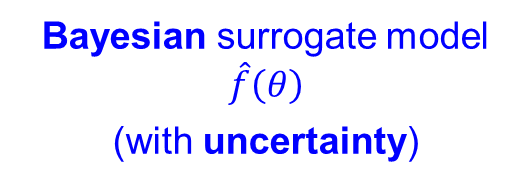 Bayesian surrogate model
f̂(θ)
(with uncertainty)